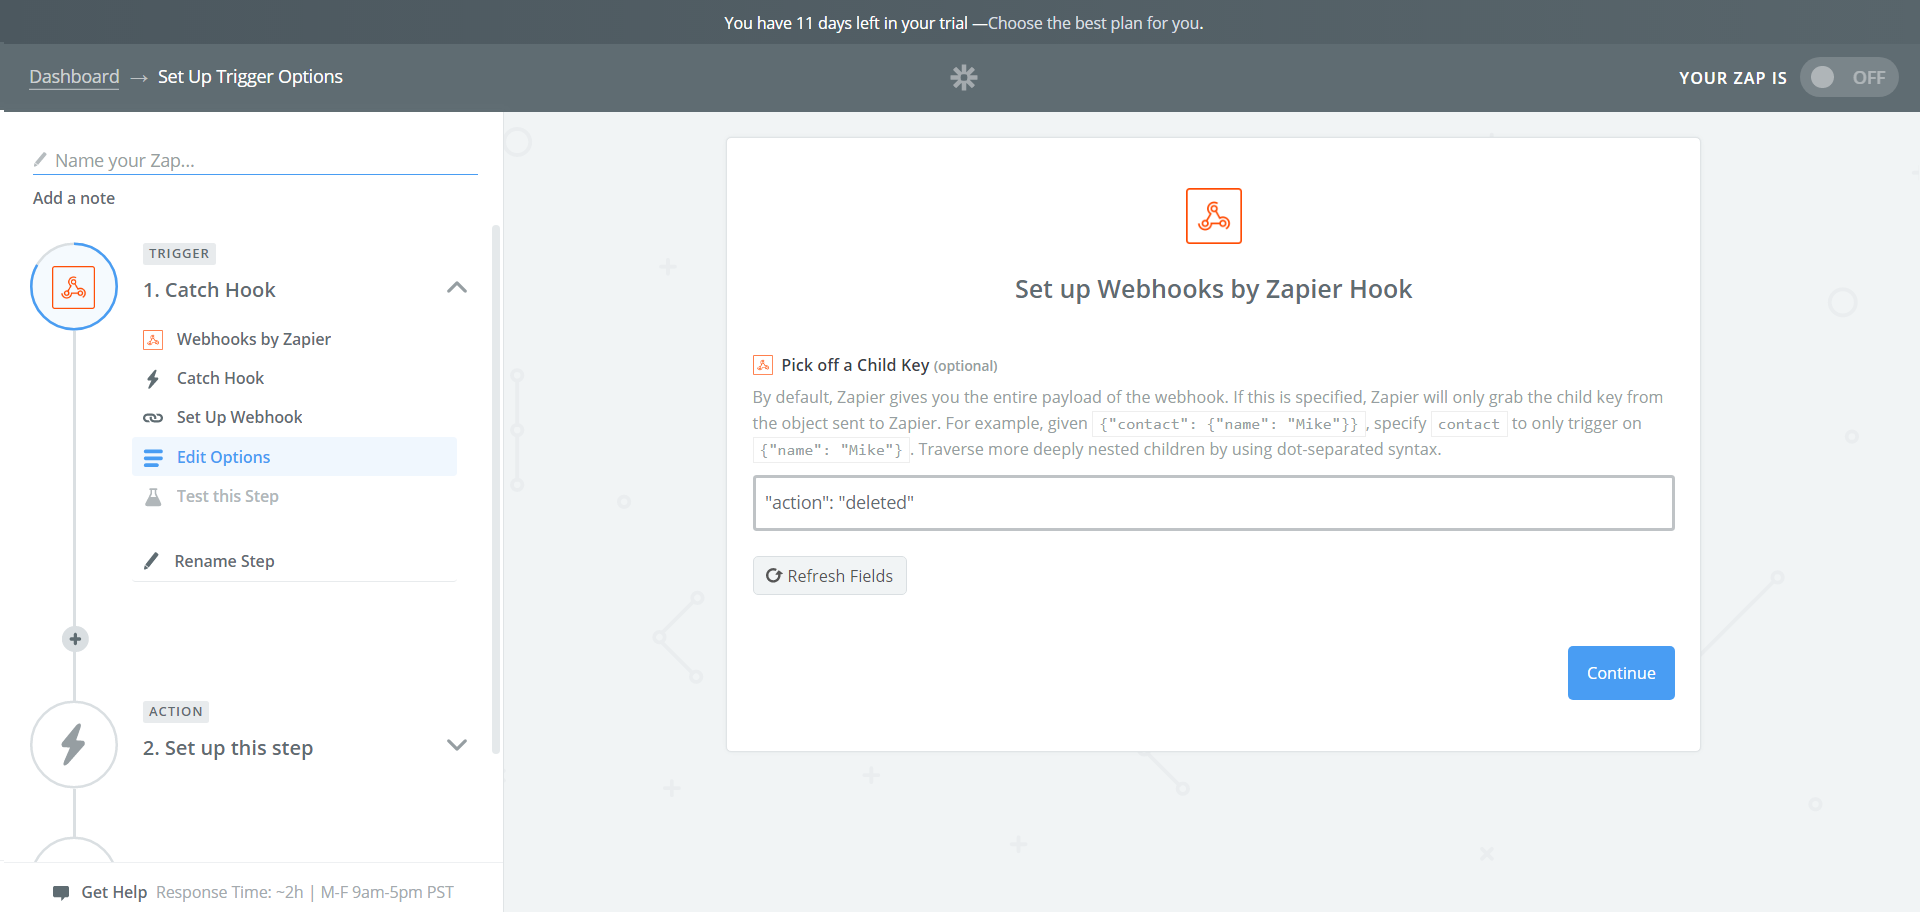 You have 11 days left in your trial —Choose the best plan for you.
Dashboard → Set Up Trigger Options
YOUR ZAP IS OFF
Name your Zap...
Add a note
TRIGGER
1. Catch Hook
Webhooks by Zapier
Catch Hook
Set Up Webhook
Edit Options
Test this Step
Rename Step
ACTION
2. Set up this step
Get Help Response Time: ~2h | M-F 9am-5pm PST
Set up Webhooks by Zapier Hook
Pick off a Child Key (optional)
By default, Zapier gives you the entire payload of the webhook. If this is specified, Zapier will only grab the child key from
the object sent to Zapier. For example, given {"contact": {"name": "Mike"}} , specify contact to only trigger on
{"name": "Mike"} . Traverse more deeply nested children by using dot-separated syntax.
"action": "deleted"
Refresh Fields
Continue